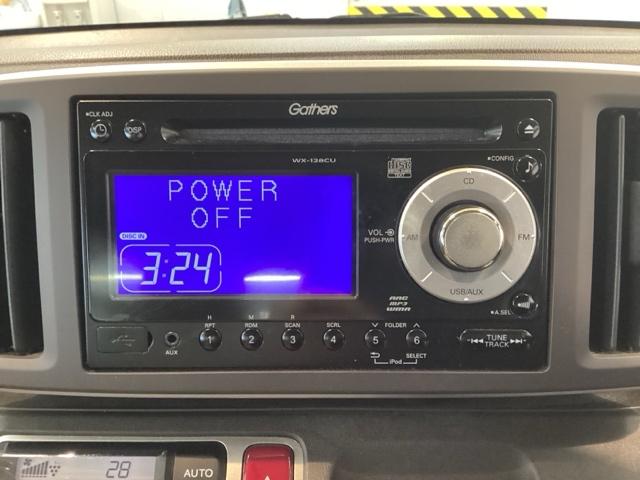 CLK ADJ
Gathers
DISP
WX-138CU
disc
TEXT
CONFIG
POWER
OFF
DISC IN
3:24
CD
VOL
PUSH-PWR
AM
FM
USB/AUX
AAC
MP3
WMA
A.SEL
H M R
RPT RDM SCAN SCRL FOLDER
1 2 3 4 5 6
AUX
SELECT
iPod
TUNE
TRACK
28
AUTO